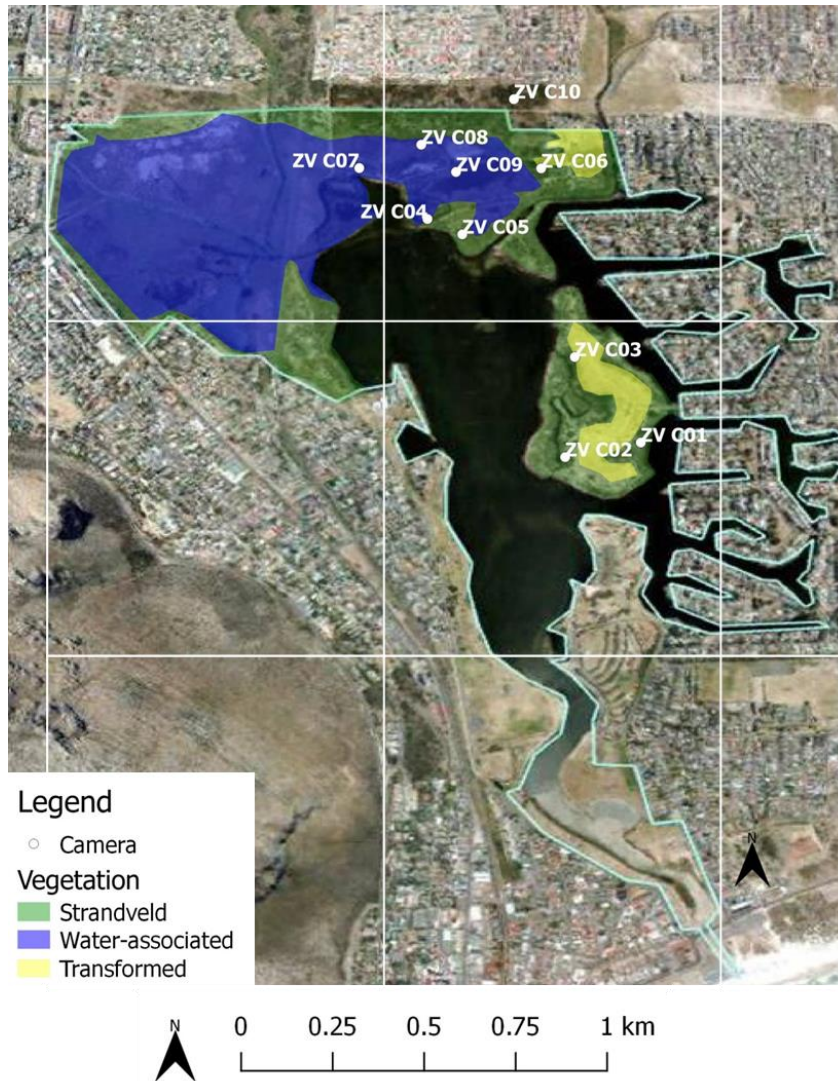 ZV C10
ZV C08
ZV C07
ZV C09
ZV C06
ZV C04
ZV C05
ZV C03
ZV C01
ZV C02
Legend
Camera
Vegetation
Strandveld
Water-associated
Transformed
N
N
0 0.25 0.5 0.75 1 km